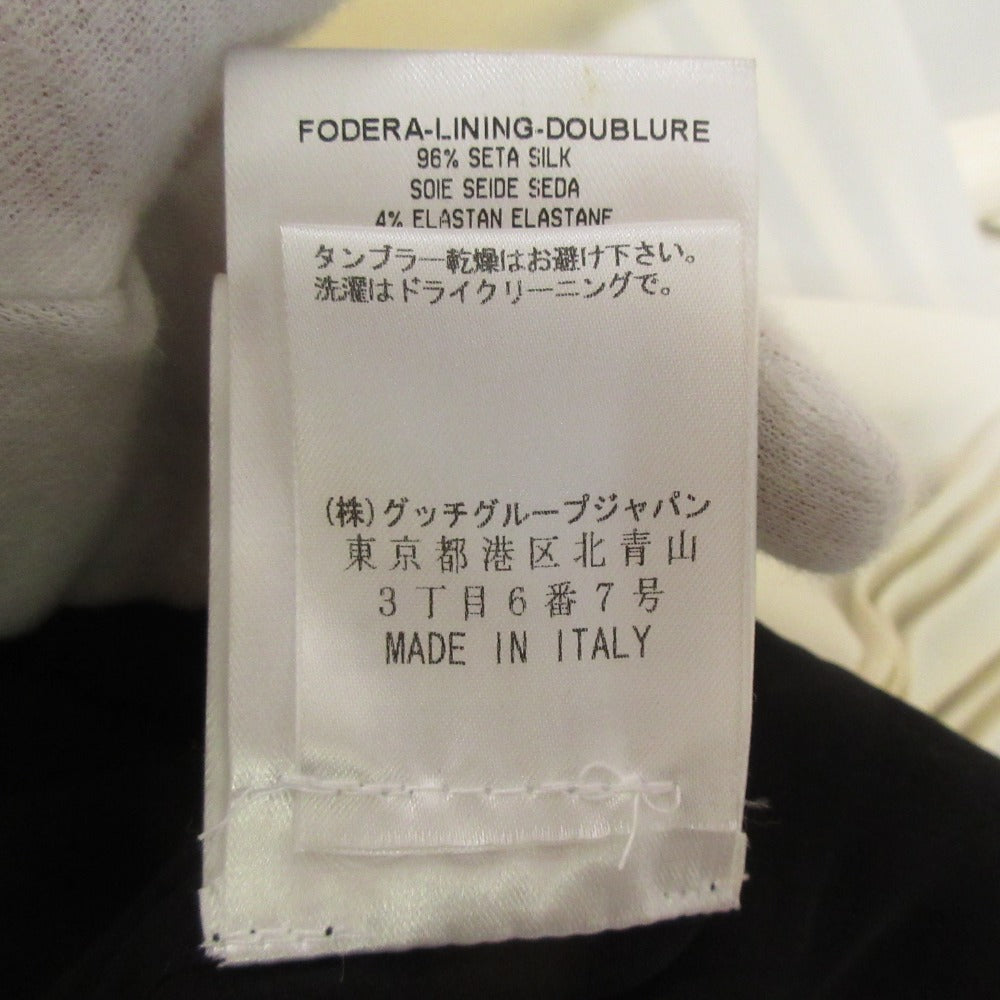 FODERA-LINING-DOUBLURE
96% SETA SILK
SOIE SEIDE SEDA
4% ELASTAN ELASTANE
タンブラー乾燥はお避け下さい。
洗濯はドライクリーニングで。
(株)グッチグループジャパン
東京都港区北青山
3丁目6番7号
MADE IN ITALY